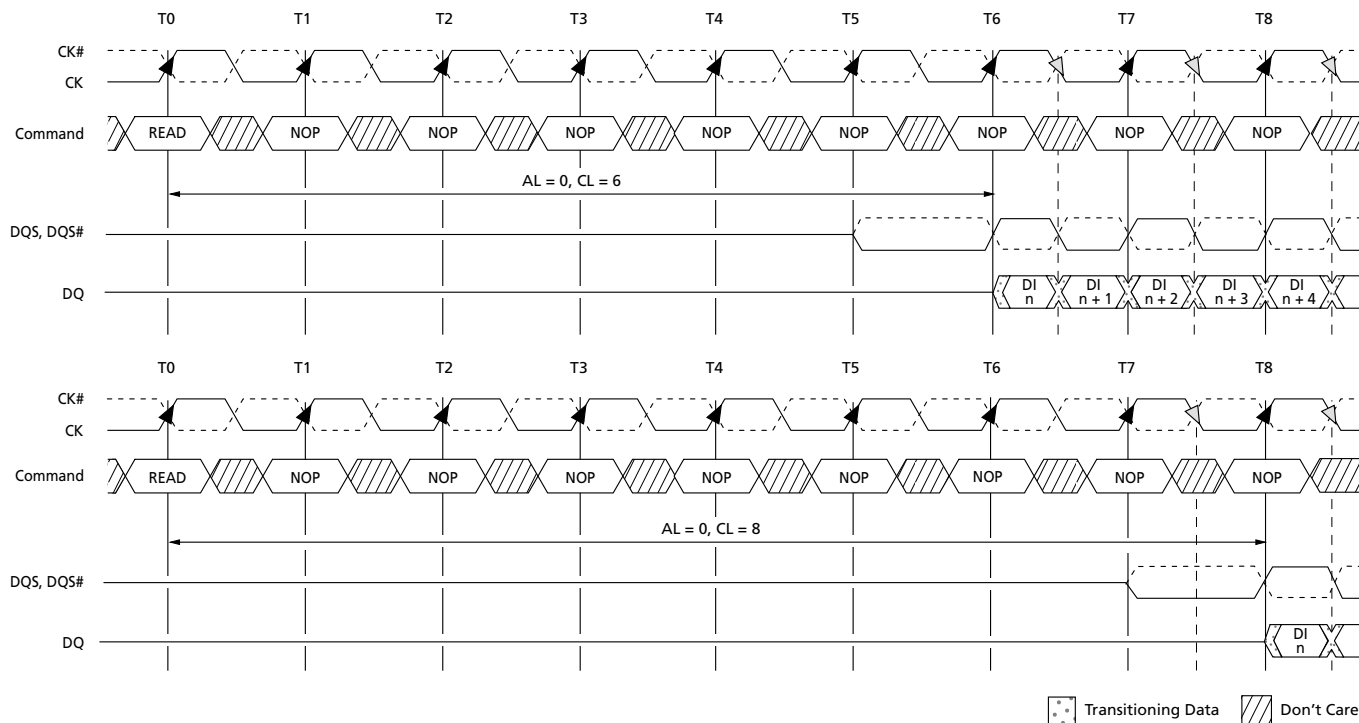 T0 T1 T2 T3 T4 T5 T6 T7 T8
CK#
CK
Command READ NOP NOP NOP NOP NOP NOP NOP NOP
AL = 0, CL = 6
DQS, DQS#
DQ DI n DI n + 1 DI n + 2 DI n + 3 DI n + 4
T0 T1 T2 T3 T4 T5 T6 T7 T8
CK#
CK
Command READ NOP NOP NOP NOP NOP NOP NOP NOP
AL = 0, CL = 8
DQS, DQS#
DQ DI n
Transitioning Data Don't Care